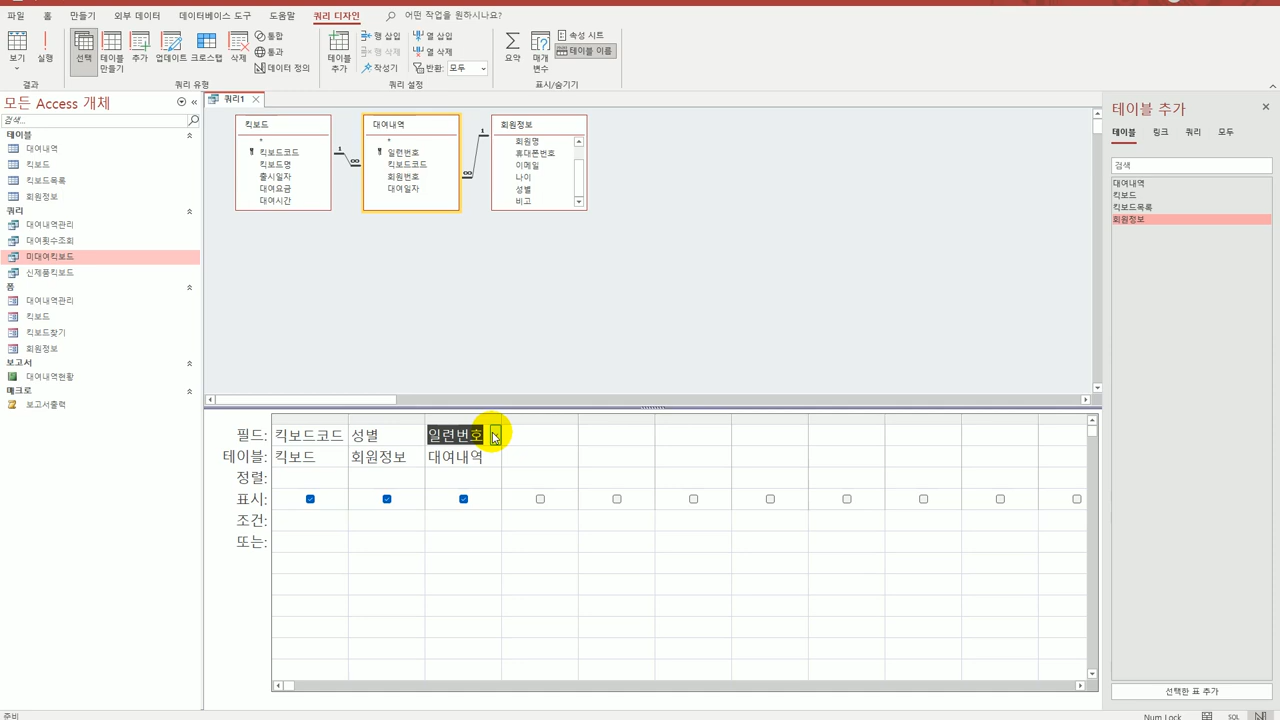 파일 홈 만들기 외부 데이터 데이터베이스 도구 도움말 쿼리 디자인 어떤 작업을 원하시나요?
보기 실행 선택 테이블 만들기 추가 업데이트 크로스탭 삭제 통합 통과 데이터 정의 테이블 추가 행 삽입 행 삭제 작성기 열 삽입 열 삭제 반환: 모두 요약 매개 변수 속성 시트 테이블 이름
결과 쿼리 유형 쿼리 설정 표시/숨기기
모든 Access 개체
검색...
테이블
대여내역
킥보드
킥보드목록
회원정보
쿼리
대여내역관리
대여횟수조회
미대여킥보드
신제품킥보드
폼
대여내역관리
킥보드
킥보드찾기
회원정보
보고서
대여내역현황
매크로
보고서출력
쿼리1
킥보드
*
킥보드코드
킥보드명
출시일자
대여요금
대여시간
1
∞
대여내역
*
일련번호
킥보드코드
회원번호
대여일자
1
∞
회원정보
회원명
휴대폰번호
이메일
나이
성별
비고
필드: 킥보드코드 성별 일련번호
테이블: 킥보드 회원정보 대여내역
정렬:
표시:
조건:
또는:
테이블 추가
테이블 링크 쿼리 모두
검색
대여내역
킥보드
킥보드목록
회원정보
선택한 표 추가
준비 Num Lock SQL